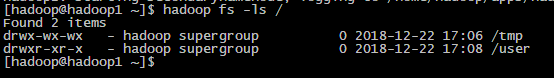 [hadoop@hadoop1 ~]$ hadoop fs -ls /
Found 2 items
drwx-wx-wx   - hadoop supergroup          0 2018-12-22 17:06 /tmp
drwxr-xr-x   - hadoop supergroup          0 2018-12-22 17:08 /user
[hadoop@hadoop1 ~]$